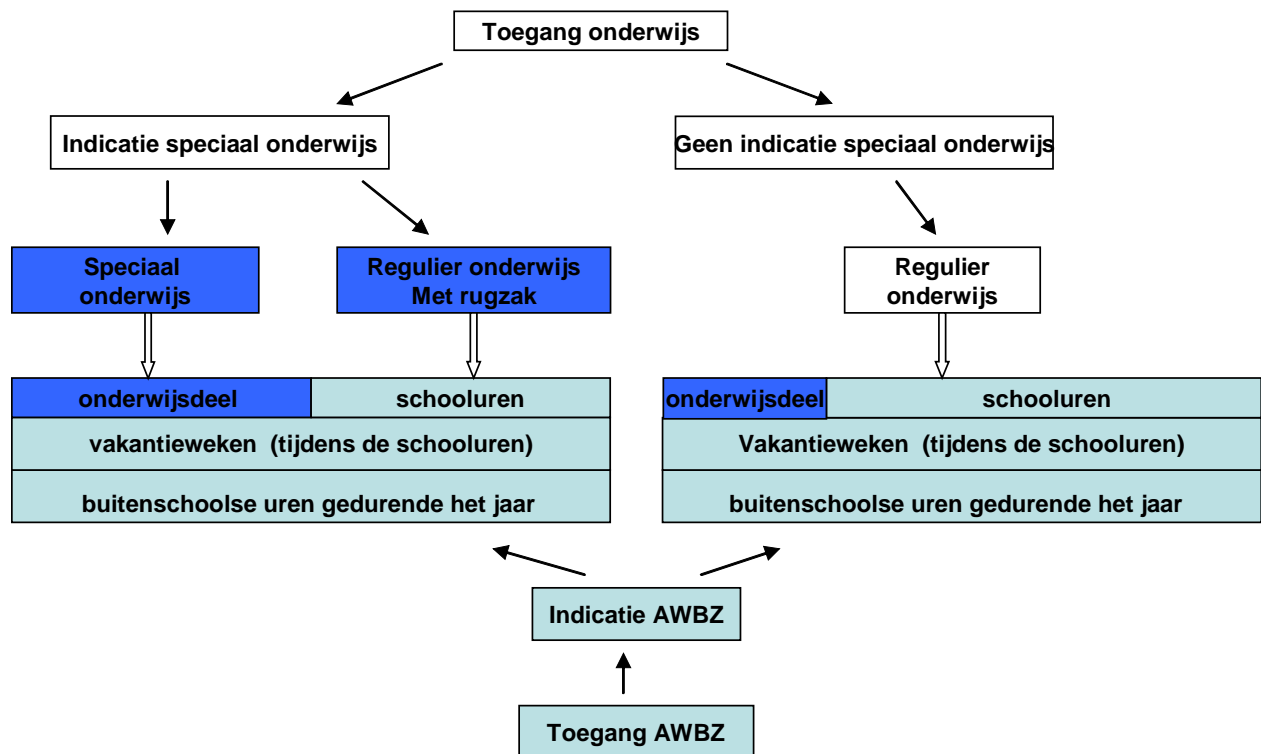 Toegang onderwijs
Indicatie speciaal onderwijs
Geen indicatie speciaal onderwijs
Speciaal
onderwijs
Regulier onderwijs
Met rugzak
Regulier
onderwijs
onderwijsdeel
schooluren
vakantieweken (tijdens de schooluren)
buitenschoolse uren gedurende het jaar
onderwijsdeel
schooluren
Vakantieweken (tijdens de schooluren)
buitenschoolse uren gedurende het jaar
Indicatie AWBZ
Toegang AWBZ